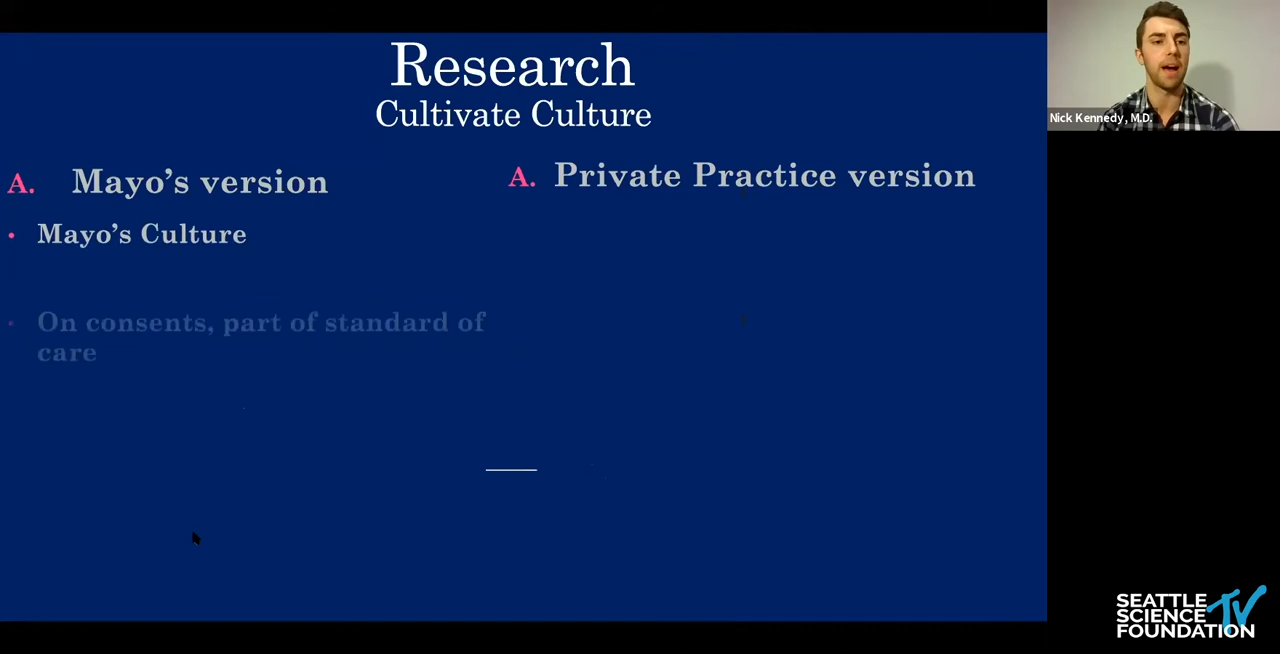 Research
Cultivate Culture
A. Mayo's version
• Mayo's Culture
• On consents, part of standard of
care
A. Private Practice version
Nick Kennedy, M.D.
SEATTLE
SCIENCE
FOUNDATION
TV